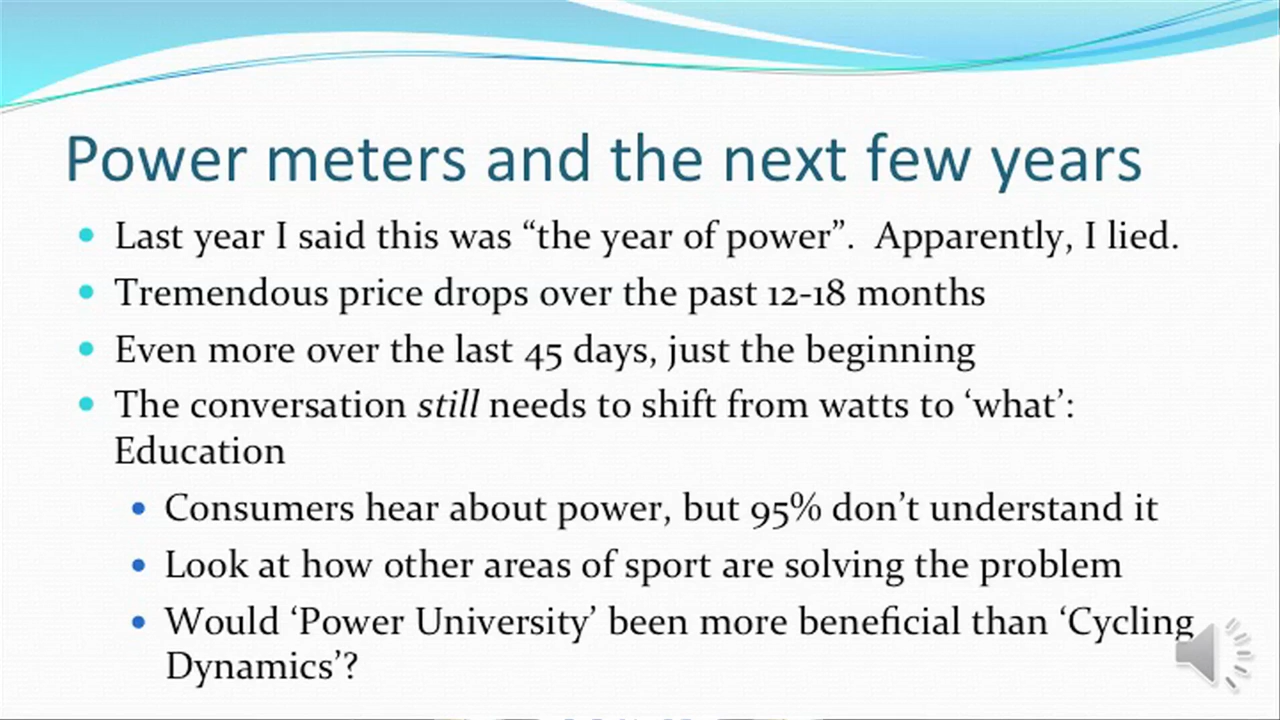 Power meters and the next few years
Last year I said this was “the year of power”.  Apparently, I lied.
Tremendous price drops over the past 12-18 months
Even more over the last 45 days, just the beginning
The conversation still needs to shift from watts to ‘what’:
Education
Consumers hear about power, but 95% don’t understand it
Look at how other areas of sport are solving the problem
Would ‘Power University’ been more beneficial than ‘Cycling
Dynamics’?